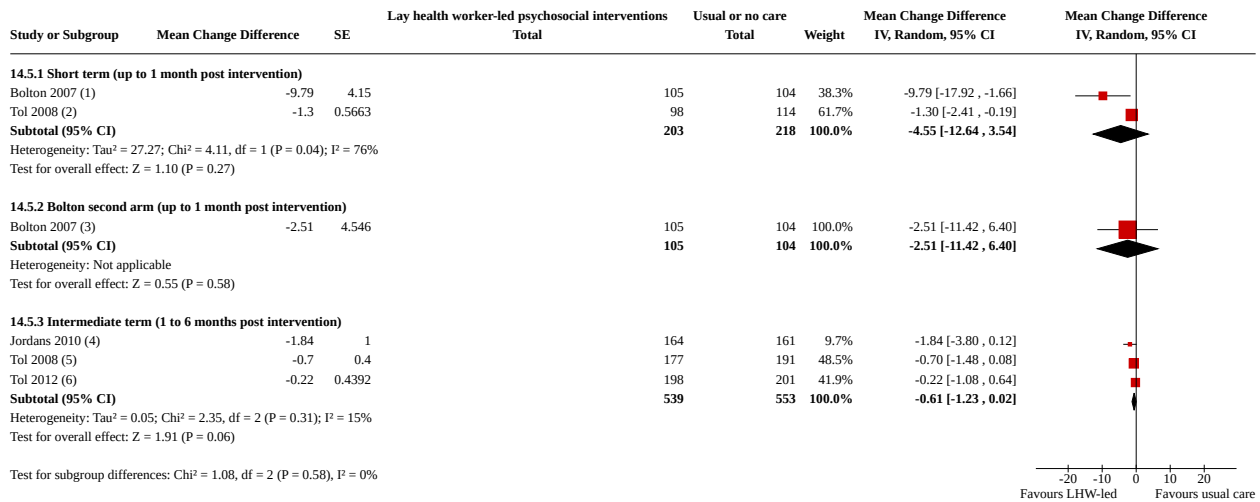 Lay health worker-led psychosocial interventions Usual or no care Mean Change Difference Mean Change Difference
Study or Subgroup Mean Change Difference SE Total Total Weight IV, Random, 95% CI IV, Random, 95% CI
14.5.1 Short term (up to 1 month post intervention)
Bolton 2007 (1) -9.79 4.15 105 104 38.3% -9.79 [-17.92 , -1.66]
Tol 2008 (2) -1.3 0.5663 98 114 61.7% -1.30 [-2.41 , -0.19]
Subtotal (95% CI) 203 218 100.0% -4.55 [-12.64 , 3.54]
Heterogeneity: Tau² = 27.27; Chi² = 4.11, df = 1 (P = 0.04); I² = 76%
Test for overall effect: Z = 1.10 (P = 0.27)
14.5.2 Bolton second arm (up to 1 month post intervention)
Bolton 2007 (3) -2.51 4.546 105 104 100.0% -2.51 [-11.42 , 6.40]
Subtotal (95% CI) 105 104 100.0% -2.51 [-11.42 , 6.40]
Heterogeneity: Not applicable
Test for overall effect: Z = 0.55 (P = 0.58)
14.5.3 Intermediate term (1 to 6 months post intervention)
Jordans 2010 (4) -1.84 1 164 161 9.7% -1.84 [-3.80 , 0.12]
Tol 2008 (5) -0.7 0.4 177 191 48.5% -0.70 [-1.48 , 0.08]
Tol 2012 (6) -0.22 0.4392 198 201 41.9% -0.22 [-1.08 , 0.64]
Subtotal (95% CI) 539 553 100.0% -0.61 [-1.23 , 0.02]
Heterogeneity: Tau² = 0.05; Chi² = 2.35, df = 2 (P = 0.31); I² = 15%
Test for overall effect: Z = 1.91 (P = 0.06)
Test for subgroup differences: Chi² = 1.08, df = 2 (P = 0.58), I² = 0%
-20 -10 0 10 20
Favours LHW-led Favours usual care